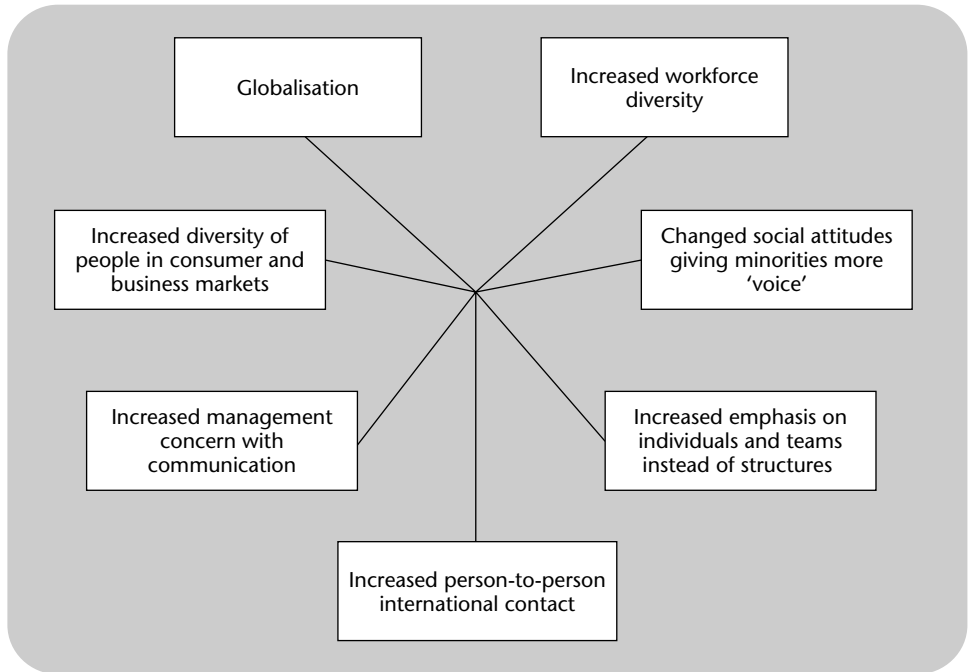 Globalisation
Increased workforce
diversity
Increased diversity of
people in consumer and
business markets
Changed social attitudes
giving minorities more
‘voice’
Increased management
concern with
communication
Increased emphasis on
individuals and teams
instead of structures
Increased person-to-person
international contact